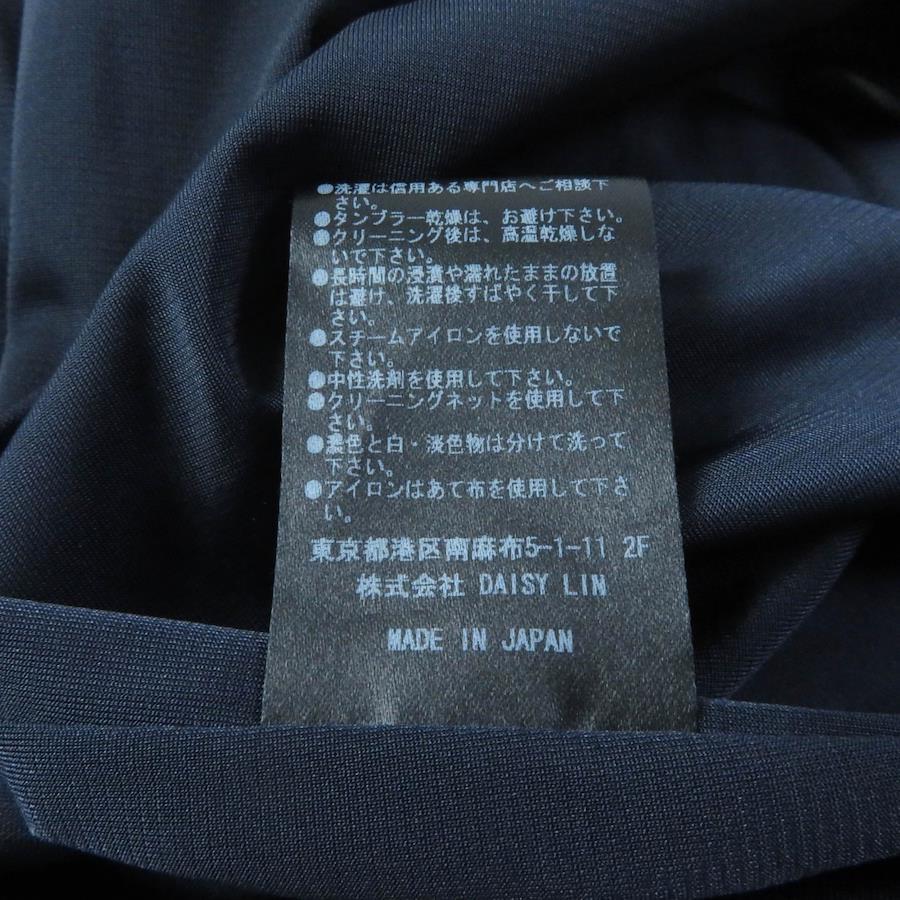 ●洗濯は信用ある専門店へご相談下
さい。
●タンブラー乾燥は、お避け下さい。
●クリーニング後は、高温乾燥しな
いで下さい。
●長時間の浸漬や濡れたままの放置
は避け、洗濯後すばやく干して下
さい。
●スチームアイロンを使用しないで
下さい。
●中性洗剤を使用して下さい。
●クリーニングネットを使用して下
さい。
●濃色と白・淡色物は分けて洗って
下さい。
●アイロンはあて布を使用して下さ
い。
東京都港区南麻布5-1-11 2F
株式会社 DAISY LIN
MADE IN JAPAN